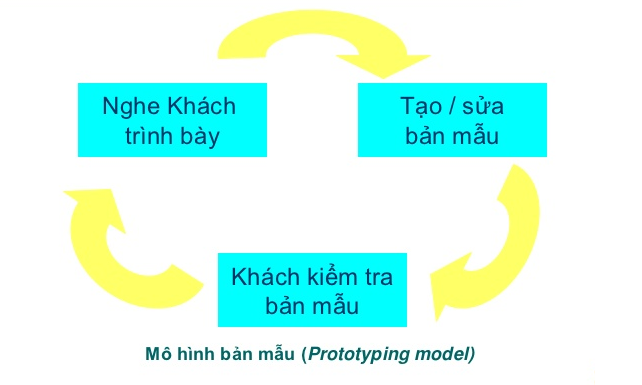 Nghe Khách
trình bày
Tạo / sửa
bản mẫu
Khách kiểm tra
bản mẫu
Mô hình bản mẫu (Prototyping model)